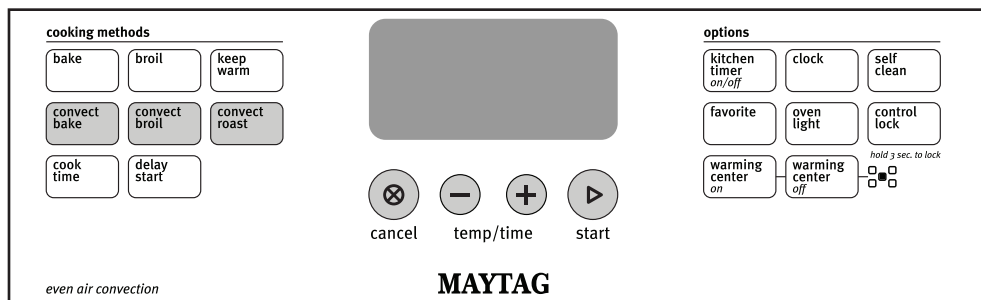 cooking methods
bake
broil
keep
warm
convect
bake
convect
broil
convect
roast
cook
time
delay
start
cancel
temp/time
start
options
kitchen
timer
on/off
clock
self
clean
favorite
oven
light
control
lock
hold 3 sec. to lock
warming
center
on
warming
center
off
even air convection
MAYTAG